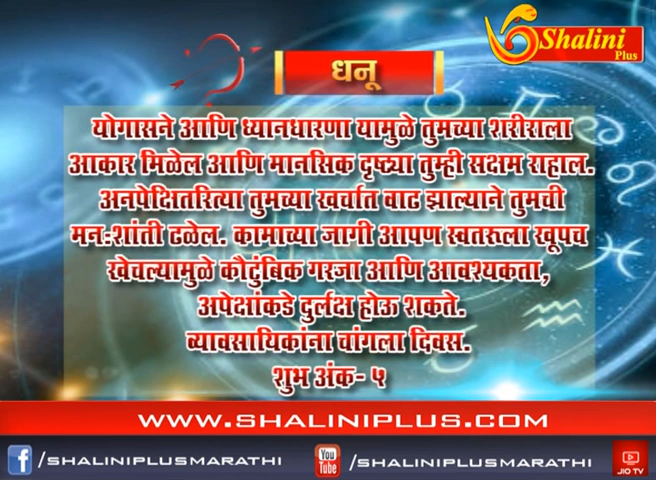 Shalini
Plus
धनू
योगासने आणि ध्यानधारणा यामुळे तुमच्या शरीराला
आकार मिळेल आणि मानसिक दृष्ट्या तुम्ही सक्षम राहाल.
अनपेक्षितरित्या तुमच्या खर्चात वाढ झाल्याने तुमची
मनःशांती ढळेल. कामाच्या जागी आपण स्वतःला खूपच
खेचल्यामुळे कौटुंबिक गरजा आणि आवश्यकता,
अपेक्षांकडे दुर्लक्ष होऊ शकते.
व्यावसायिकांना चांगला दिवस.
शुभ अंक- ५
WWW.SHALINIPLUS.COM
f /SHALINIPLUSMARATHI
You Tube /SHALINIPLUSMARATHI
JIO TV